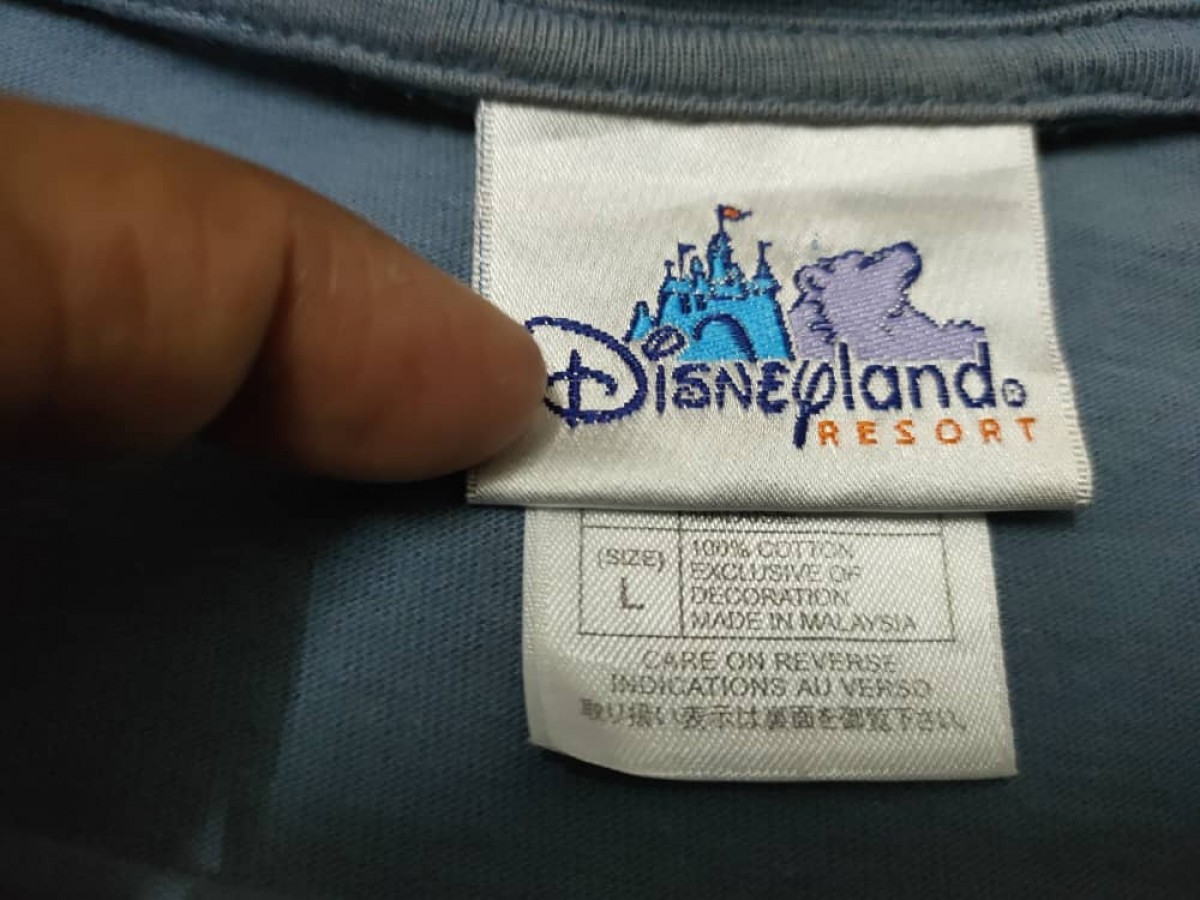 Disneyland®
RESORT
(SIZE)
L
100% COTTON
EXCLUSIVE OF
DECORATION
MADE IN MALAYSIA
CARE ON REVERSE
INDICATIONS AU VERSO
取り扱い表示は裏面を御覧下さい